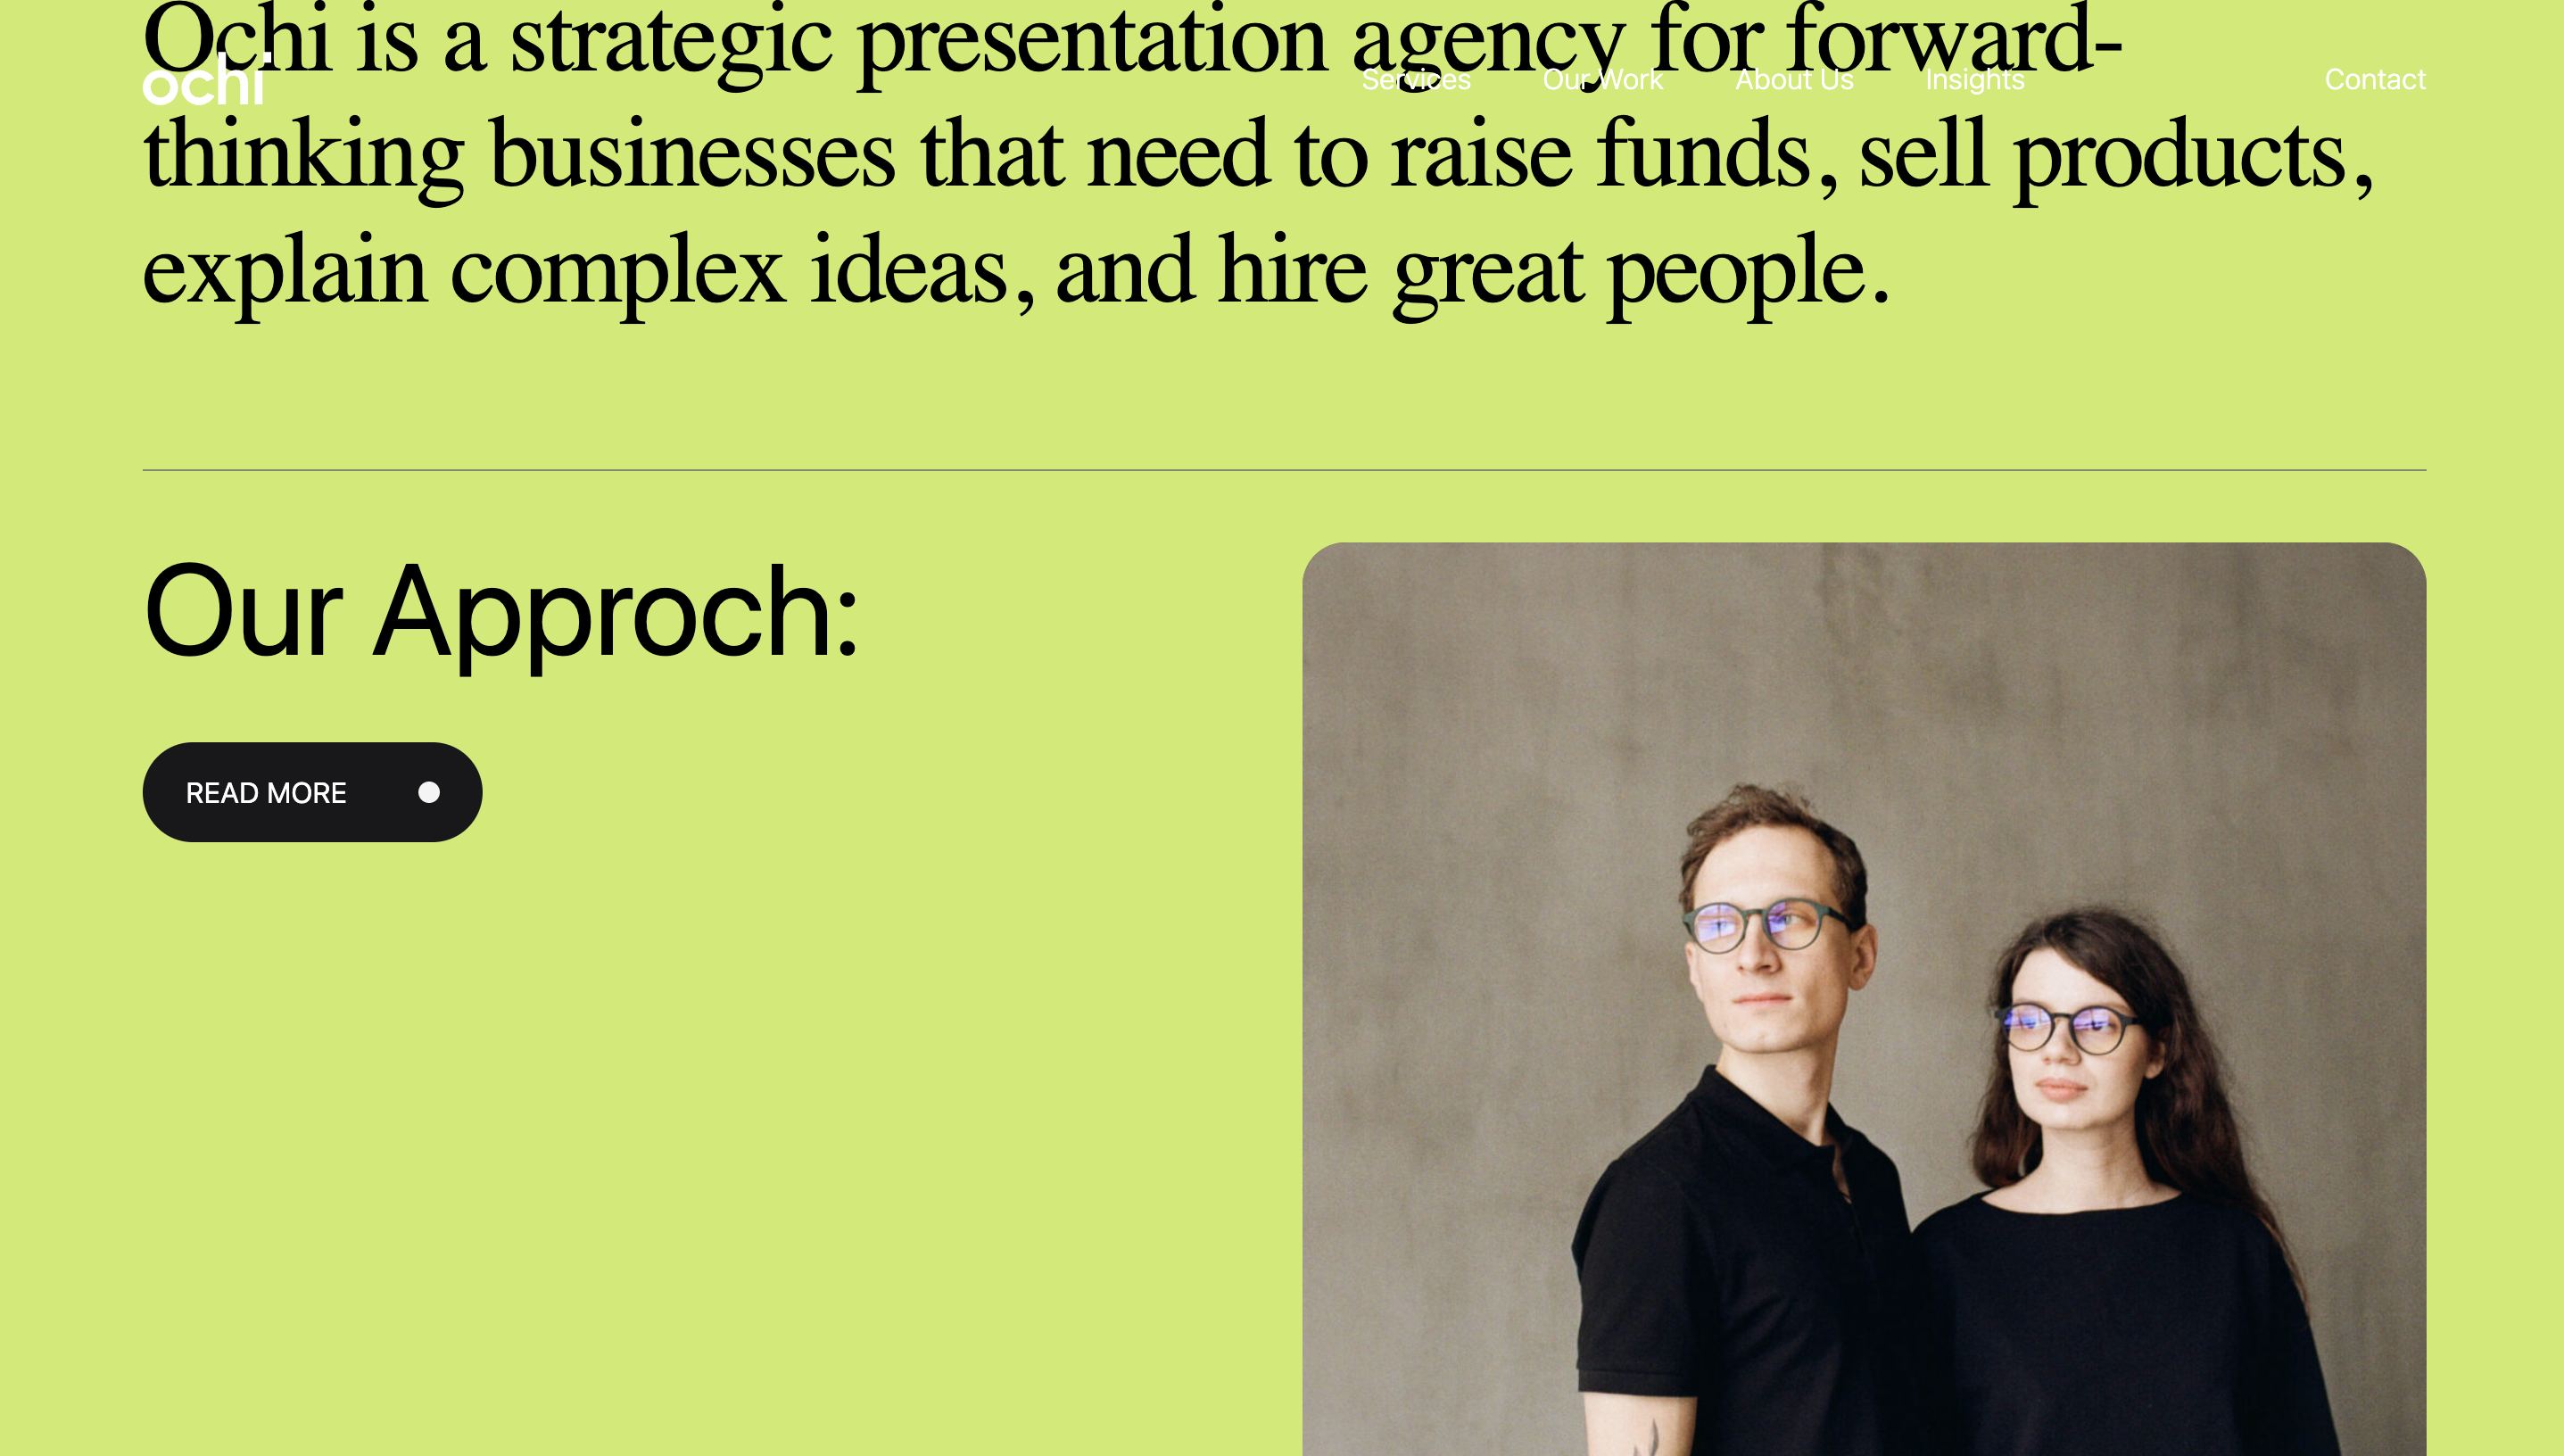 Ochi is a strategic presentation agency for forward-
ochi
Services Our Work About Us Insights Contact
thinking businesses that need to raise funds, sell products,
explain complex ideas, and hire great people.
Our Approch:
READ MORE